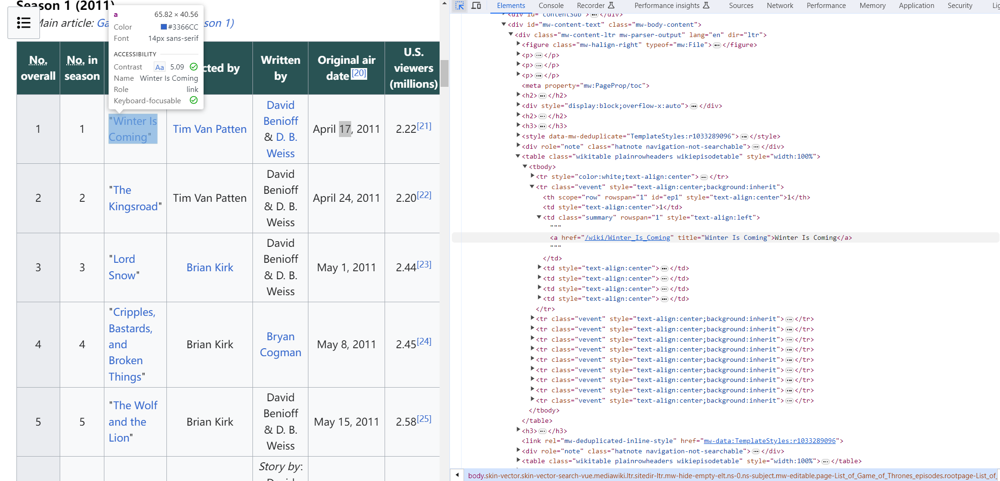 Season 1 (2011)
Main article: Ga
son 1)
a 65.82 × 40.56
Color #3366CC
Font 14px sans-serif
ACCESSIBILITY
Contrast Aa 5.09
Name Winter Is Coming
Role link
Keyboard-focusable
No. overall
No. in season
cted by
Written by
Original air date [20]
U.S. viewers (millions)
1
1
"Winter Is
Coming"
Tim Van Patten
David
Benioff
& D. B.
Weiss
April 17, 2011
2.22[21]
2
2
"The
Kingsroad"
Tim Van Patten
David
Benioff
& D. B.
Weiss
April 24, 2011
2.20[22]
3
3
"Lord
Snow"
Brian Kirk
David
Benioff
& D. B.
Weiss
May 1, 2011
2.44[23]
4
4
"Cripples,
Bastards,
and
Broken
Things"
Brian Kirk
Bryan
Cogman
May 8, 2011
2.45[24]
5
5
"The Wolf
and the
Lion"
Brian Kirk
David
Benioff
& D. B.
Weiss
May 15, 2011
2.58[25]
Story by:
David
Elements Console Recorder Performance insights Sources Network Performance Memory Application Security Lig
<div id="contentSub"> … </div>
<div id="mw-content-text" class="mw-body-content">
<div class="mw-content-ltr mw-parser-output" lang="en" dir="ltr">
<figure class="mw-halign-right" typeof="mw:File"> … </figure>
<p> … </p>
<p> … </p>
<p> … </p>
<meta property="mw:PageProp/toc">
<h2> … </h2>
<div style="display:block;overflow-x:auto"> … </div>
<h2> … </h2>
<h3> … </h3>
<style data-mw-deduplicate="TemplateStyles:r1033289096"> … </style>
<div role="note" class="hatnote navigation-not-searchable"> … </div>
<table class="wikitable plainrowheaders wikiepisodetable" style="width:100%">
<tbody>
<tr style="color:white;text-align:center"> … </tr>
<tr class="vevent" style="text-align:center;background:inherit">
<th scope="row" rowspan="1" id="ep1" style="text-align:center">1</th>
<td style="text-align:center">1</td>
<td class="summary" rowspan="1" style="text-align:left">
"""
<a href="/wiki/Winter_Is_Coming" title="Winter Is Coming">Winter Is Coming</a>
"""
</td>
<td style="text-align:center"> … </td>
<td style="text-align:center"> … </td>
<td style="text-align:center"> … </td>
<td style="text-align:center"> … </td>
</tr>
<tr class="vevent" style="text-align:center;background:inherit"> … </tr>
<tr class="vevent" style="text-align:center;background:inherit"> … </tr>
<tr class="vevent" style="text-align:center;background:inherit"> … </tr>
<tr class="vevent" style="text-align:center;background:inherit"> … </tr>
<tr class="vevent" style="text-align:center;background:inherit"> … </tr>
<tr class="vevent" style="text-align:center;background:inherit"> … </tr>
<tr class="vevent" style="text-align:center;background:inherit"> … </tr>
<tr class="vevent" style="text-align:center;background:inherit"> … </tr>
<tr class="vevent" style="text-align:center;background:inherit"> … </tr>
</tbody>
</table>
<h3> … </h3>
<link rel="mw-deduplicated-inline-style" href="mw-data:TemplateStyles:r1033289096">
<div role="note" class="hatnote navigation-not-searchable"> … </div>
<table class="wikitable plainrowheaders wikiepisodetable" style="width:100%"> … </table>
body.skin-vector.skin-vector-search-vue.mediawiki.ltr.sitedir-ltr.mw-hide-empty-elt.ns-0.ns-subject.mw-editable.page-List_of_Game_of_Thrones_episodes.rootpage-List_of_